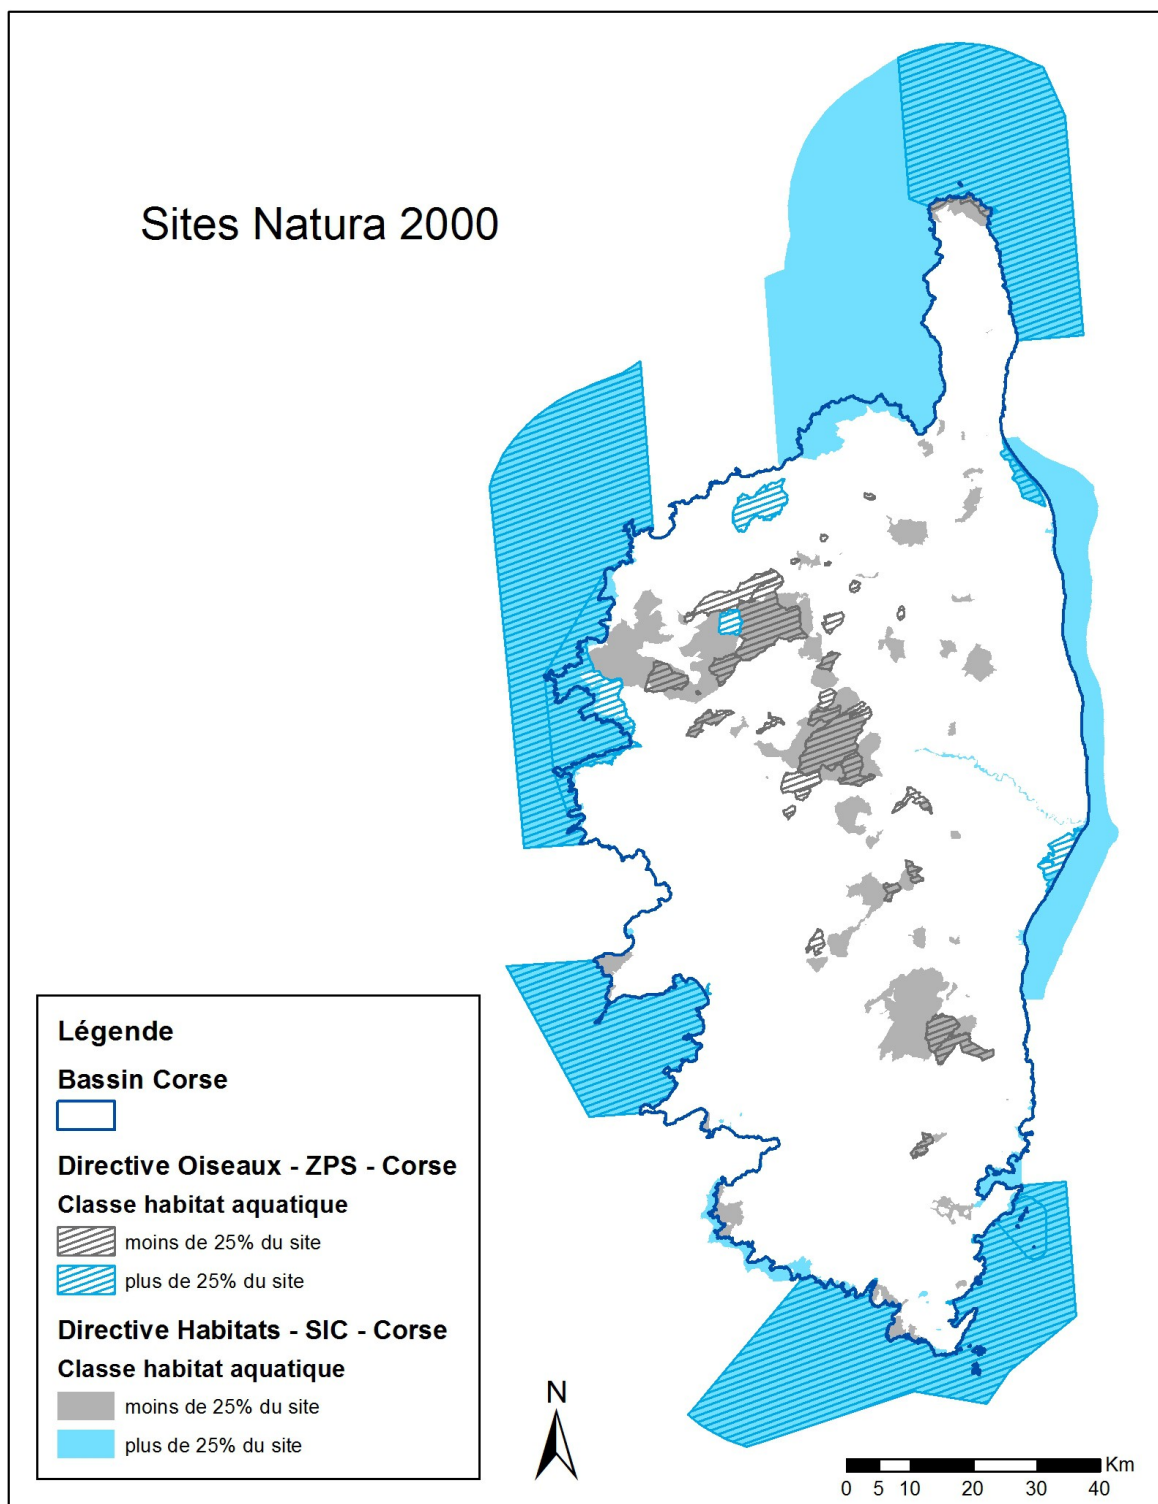 Sites Natura 2000
Légende
Bassin Corse
Directive Oiseaux - ZPS - Corse
Classe habitat aquatique
moins de 25% du site
plus de 25% du site
Directive Habitats - SIC - Corse
Classe habitat aquatique
moins de 25% du site
plus de 25% du site
N
Km
0 5 10 20 30 40